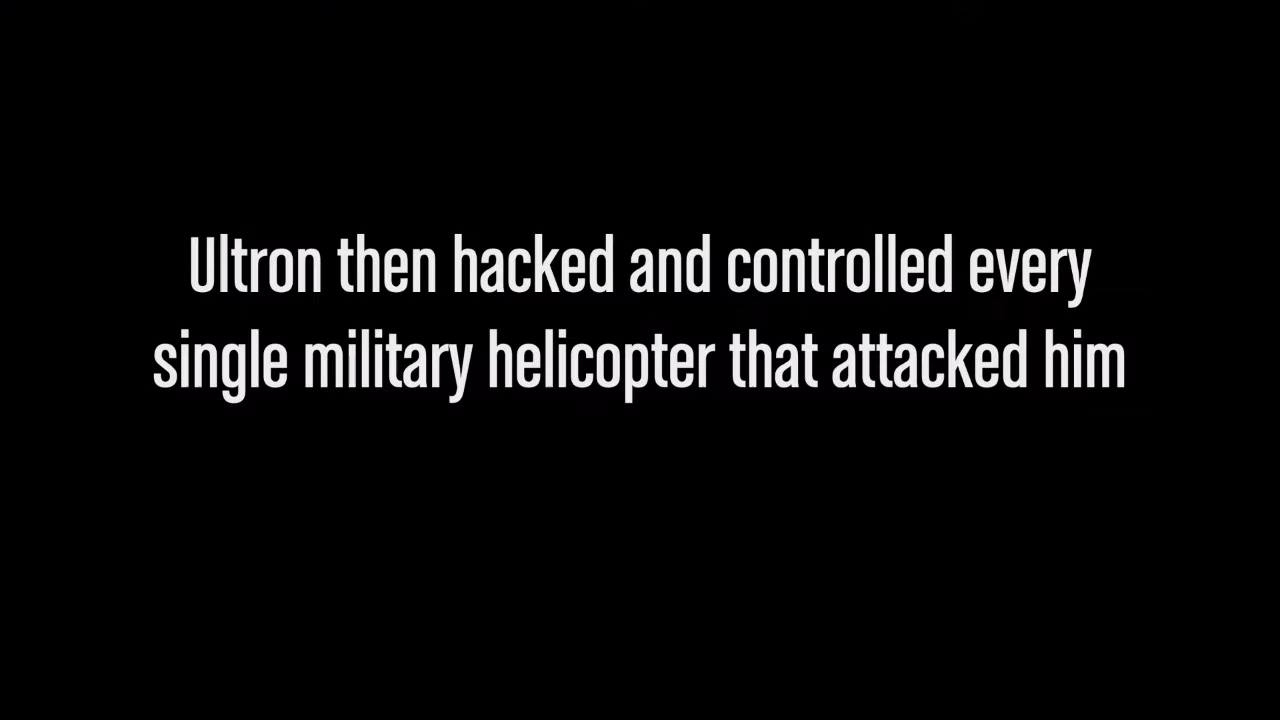 Ultron then hacked and controlled every
single military helicopter that attacked him